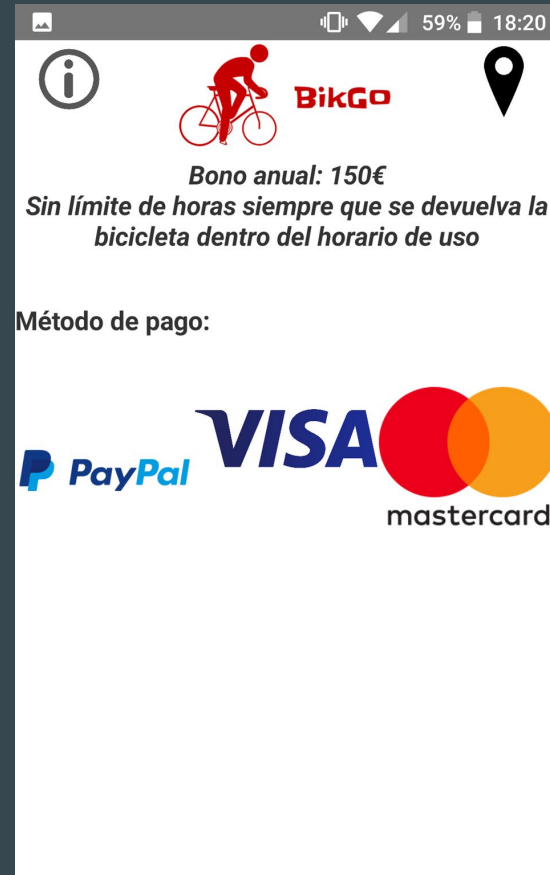 59% 18:20
BikGo
Bono anual: 150€
Sin límite de horas siempre que se devuelva la
bicicleta dentro del horario de uso
Método de pago:
PayPal
VISA
mastercard